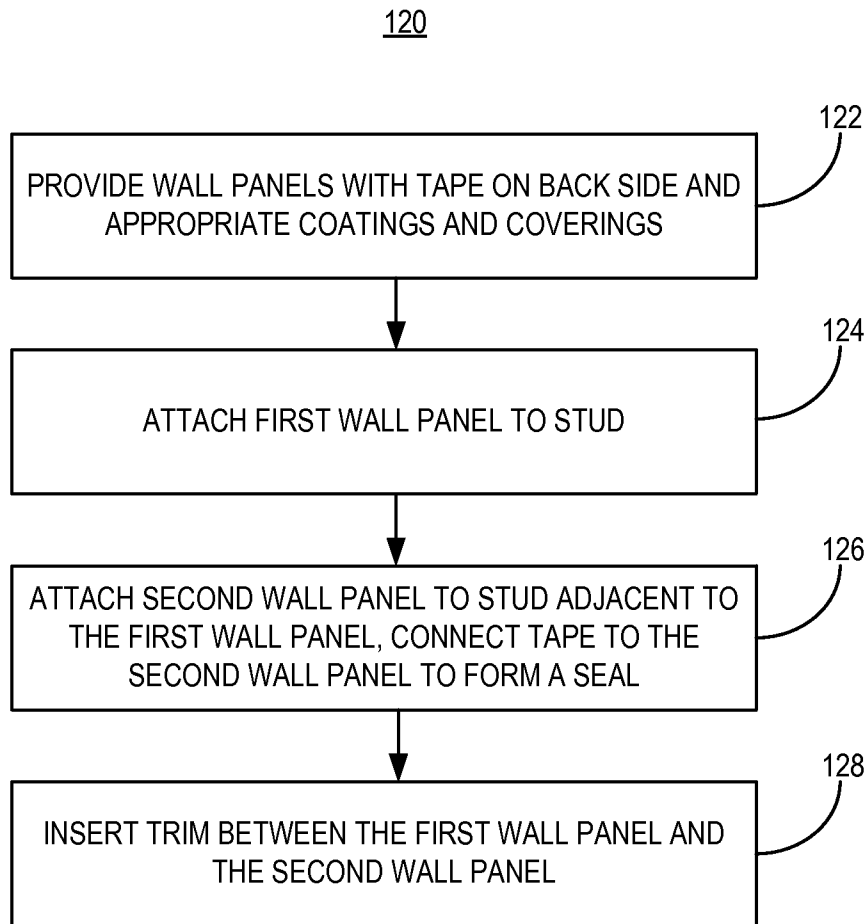 120
122
PROVIDE WALL PANELS WITH TAPE ON BACK SIDE AND
APPROPRIATE COATINGS AND COVERINGS
124
ATTACH FIRST WALL PANEL TO STUD
126
ATTACH SECOND WALL PANEL TO STUD ADJACENT TO
THE FIRST WALL PANEL, CONNECT TAPE TO THE
SECOND WALL PANEL TO FORM A SEAL
128
INSERT TRIM BETWEEN THE FIRST WALL PANEL AND
THE SECOND WALL PANEL